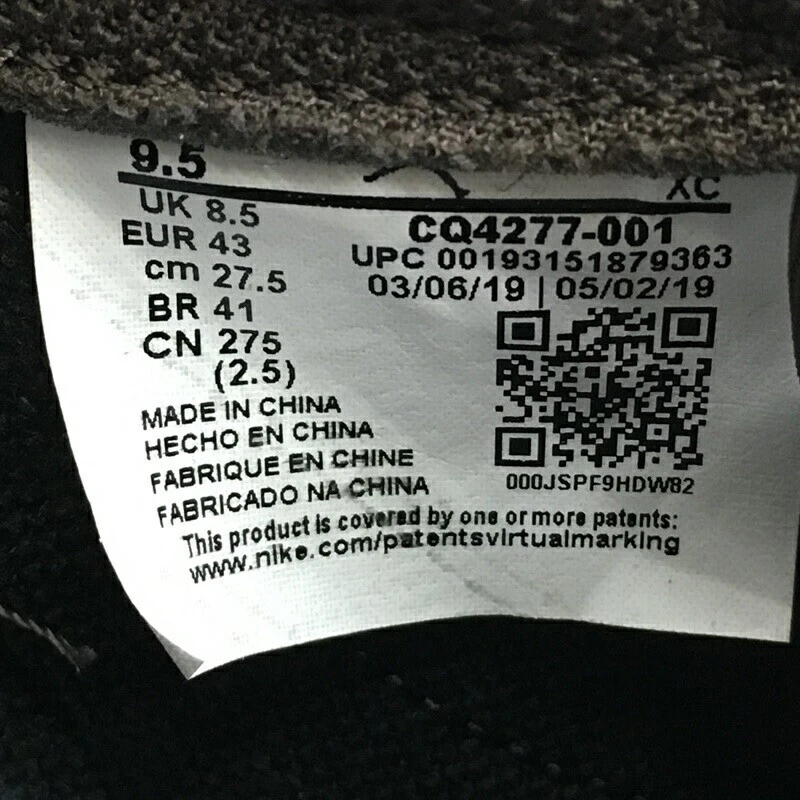 9.5
XC
UK 8.5
EUR 43
cm 27.5
BR 41
CN 275
(2.5)
CQ4277-001
UPC 00193151879363
03/06/19 | 05/02/19
000JSPF9HDW82
MADE IN CHINA
HECHO EN CHINA
FABRIQUE EN CHINE
FABRICADO NA CHINA
This product is covered by one or more patents:
www.nike.com/patentsvirtualmarking